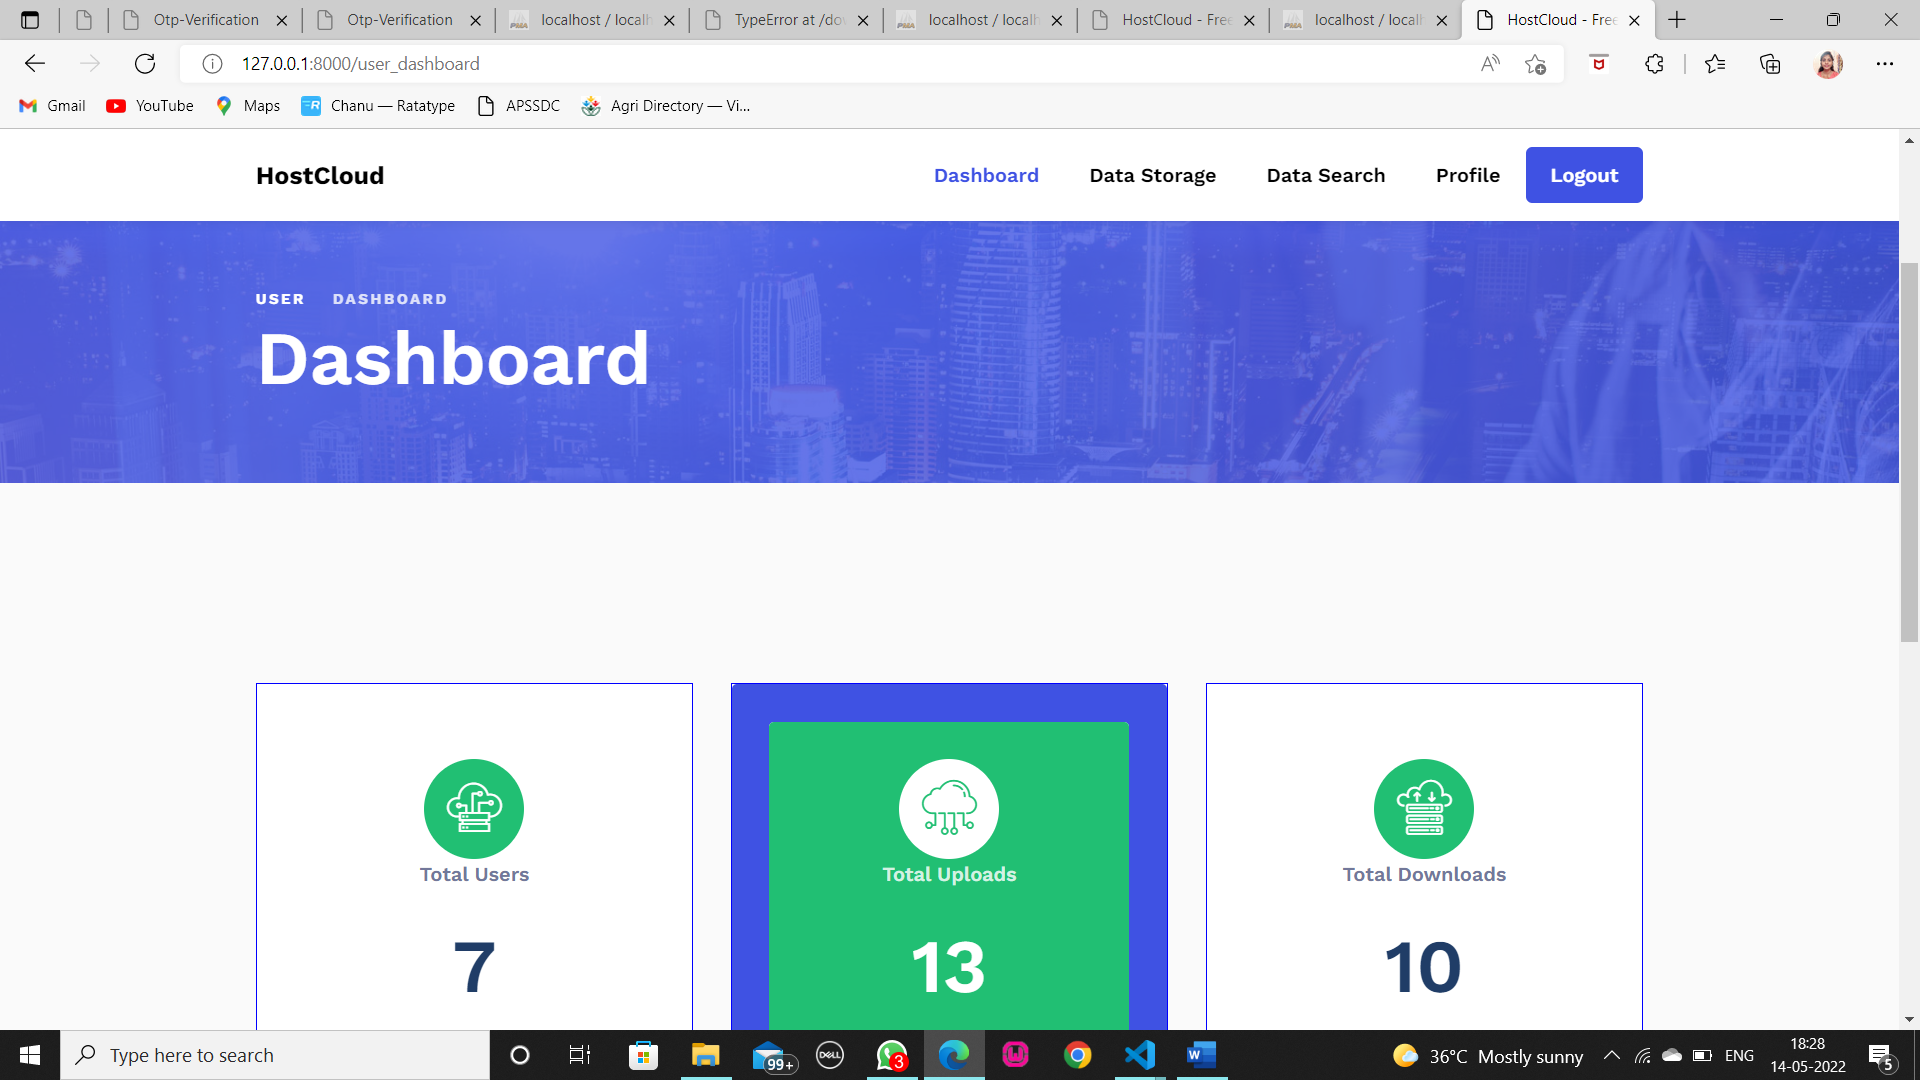 Otp-Verification
Otp-Verification
localhost / localh
TypeError at /do
localhost / localh
HostCloud - Free
localhost / localh
HostCloud - Free
127.0.0.1:8000/user_dashboard
Gmail
YouTube
Maps
Chanu — Ratatype
APSSDC
Agri Directory — Vi...
HostCloud
Dashboard
Data Storage
Data Search
Profile
Logout
USER DASHBOARD
Dashboard
Total Users
Total Uploads
Total Downloads
7
13
10
Type here to search
99+
DELL
3
36°C Mostly sunny
ENG
18:28
14-05-2022
5